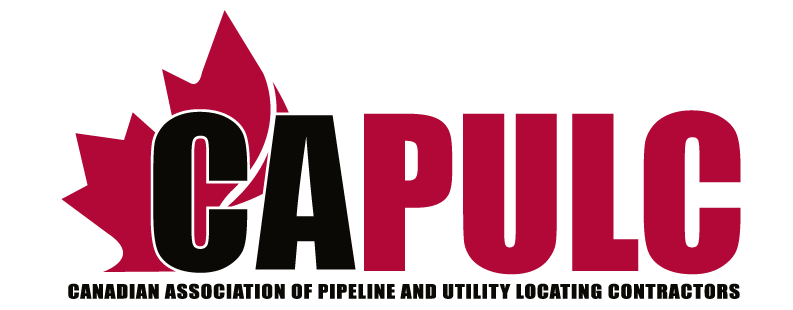 CAPULC
CANADIAN ASSOCIATION OF PIPELINE AND UTILITY LOCATING CONTRACTORS